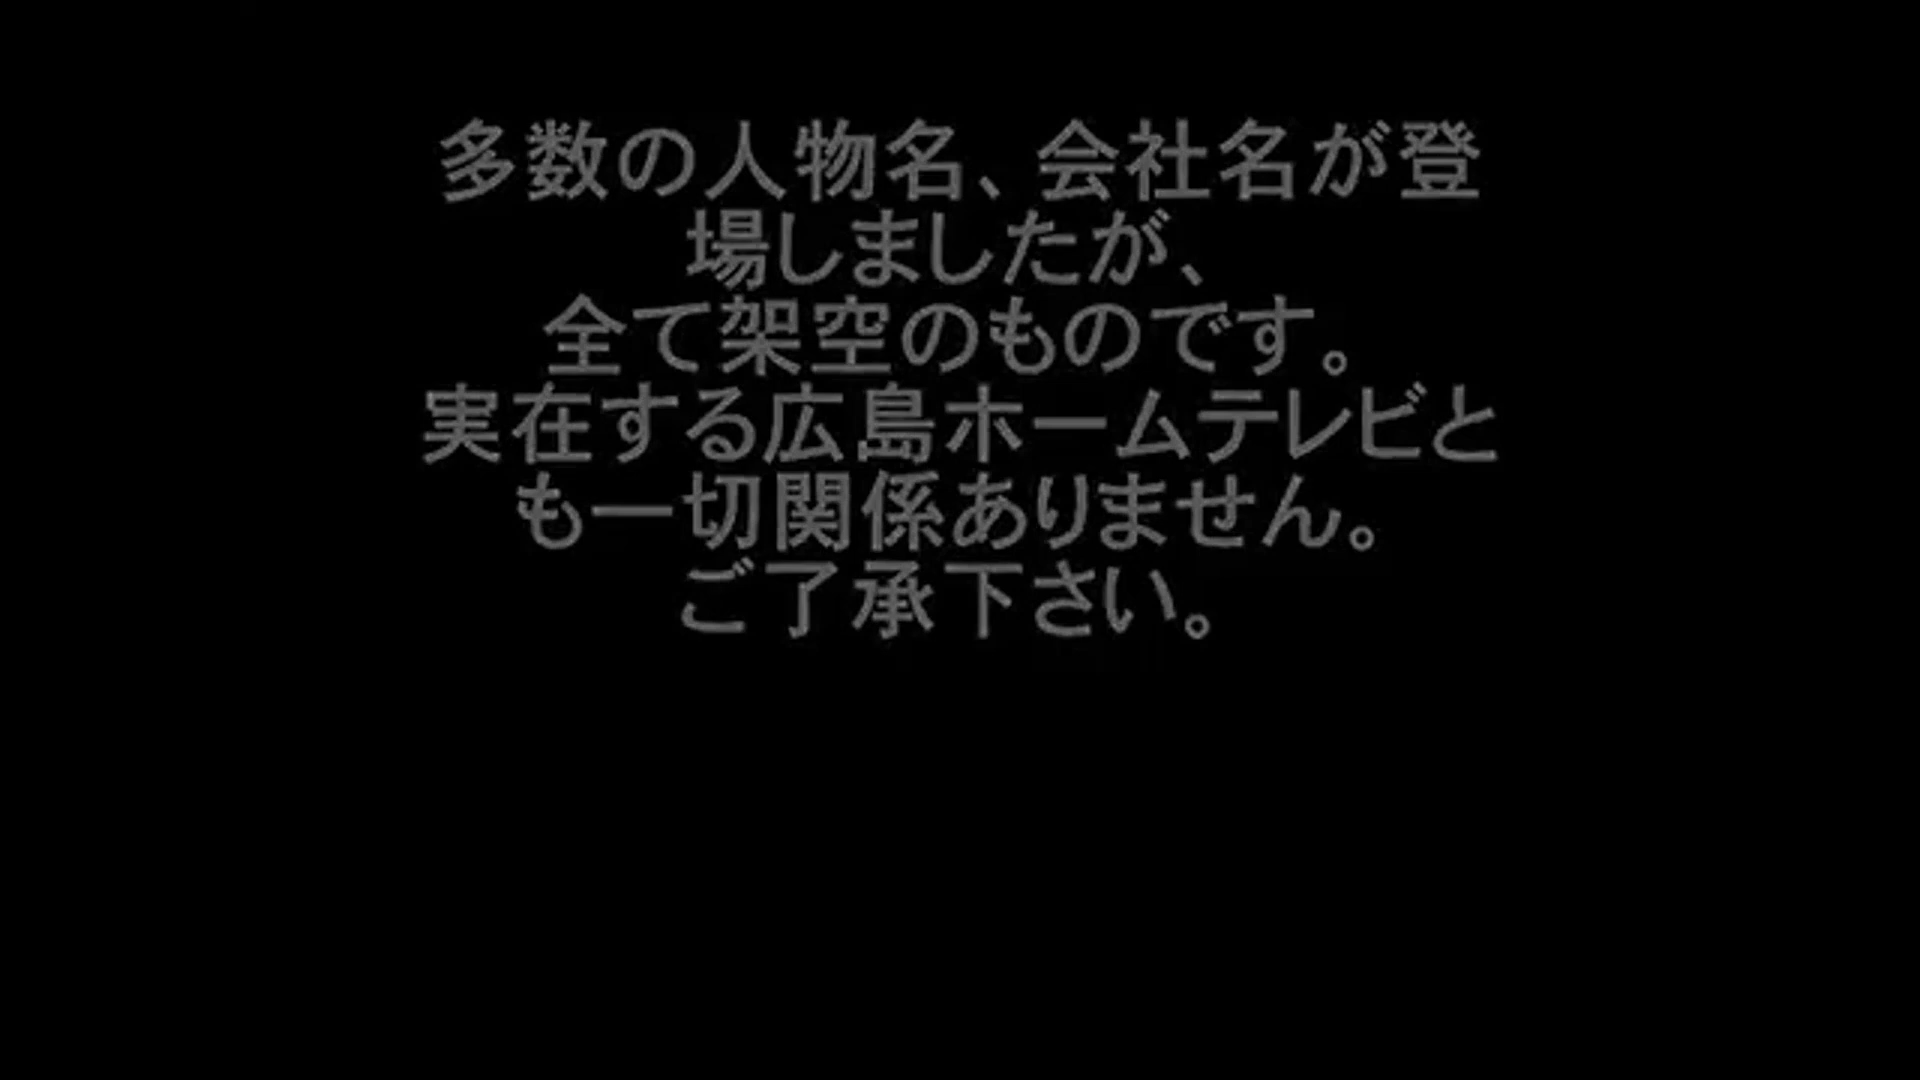 多数の人物名、会社名が登
場しましたが、
全て架空のものです。
実在する広島ホームテレビと
も一切関係ありません。
ご了承下さい。